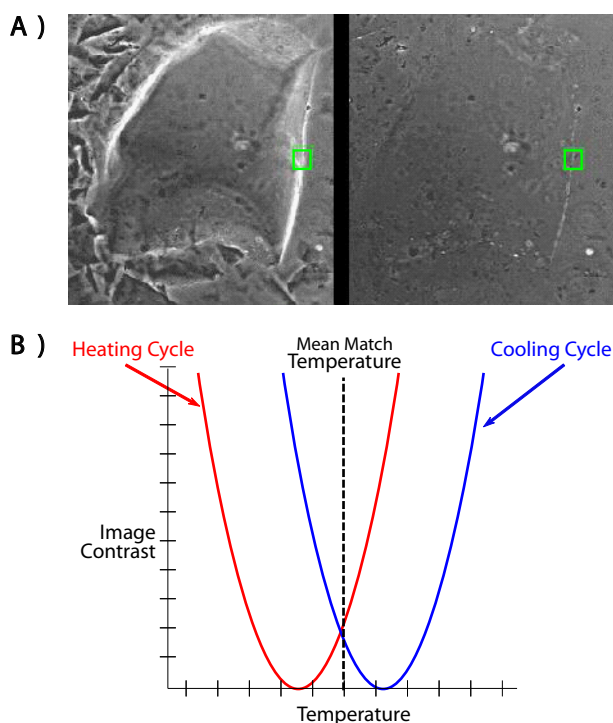 A )
B )
Heating Cycle
Mean Match
Temperature
Cooling Cycle
Image
Contrast
Temperature